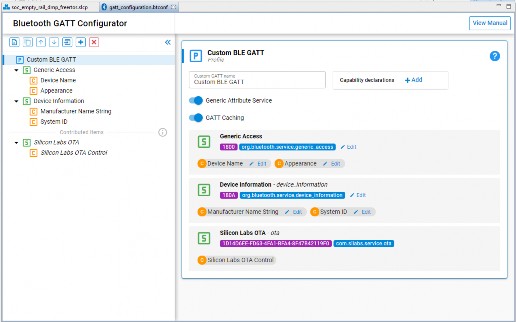 soc_empty_rail_dmp_freertos.slcp
gatt_configuration.btconf
Bluetooth GATT Configurator
View Manual
P Custom BLE GATT
S Generic Access
C Device Name
C Appearance
S Device Information
C Manufacturer Name String
C System ID
Contributed Items
S Silicon Labs OTA
C Silicon Labs OTA Control
P Custom BLE GATT
Profile
Custom GATT name
Custom BLE GATT
Capability declarations + Add
Generic Attribute Service
GATT Caching
S Generic Access
1800 org.bluetooth.service.generic_access Edit
C Device Name Edit C Appearance Edit
S Device Information - device_information
180A org.bluetooth.service.device_information Edit
C Manufacturer Name String Edit C System ID Edit
S Silicon Labs OTA - ota
1D14D6EE-FD63-4FA1-BFA4-8F47B42119F0 com.silabs.service.ota
C Silicon Labs OTA Control